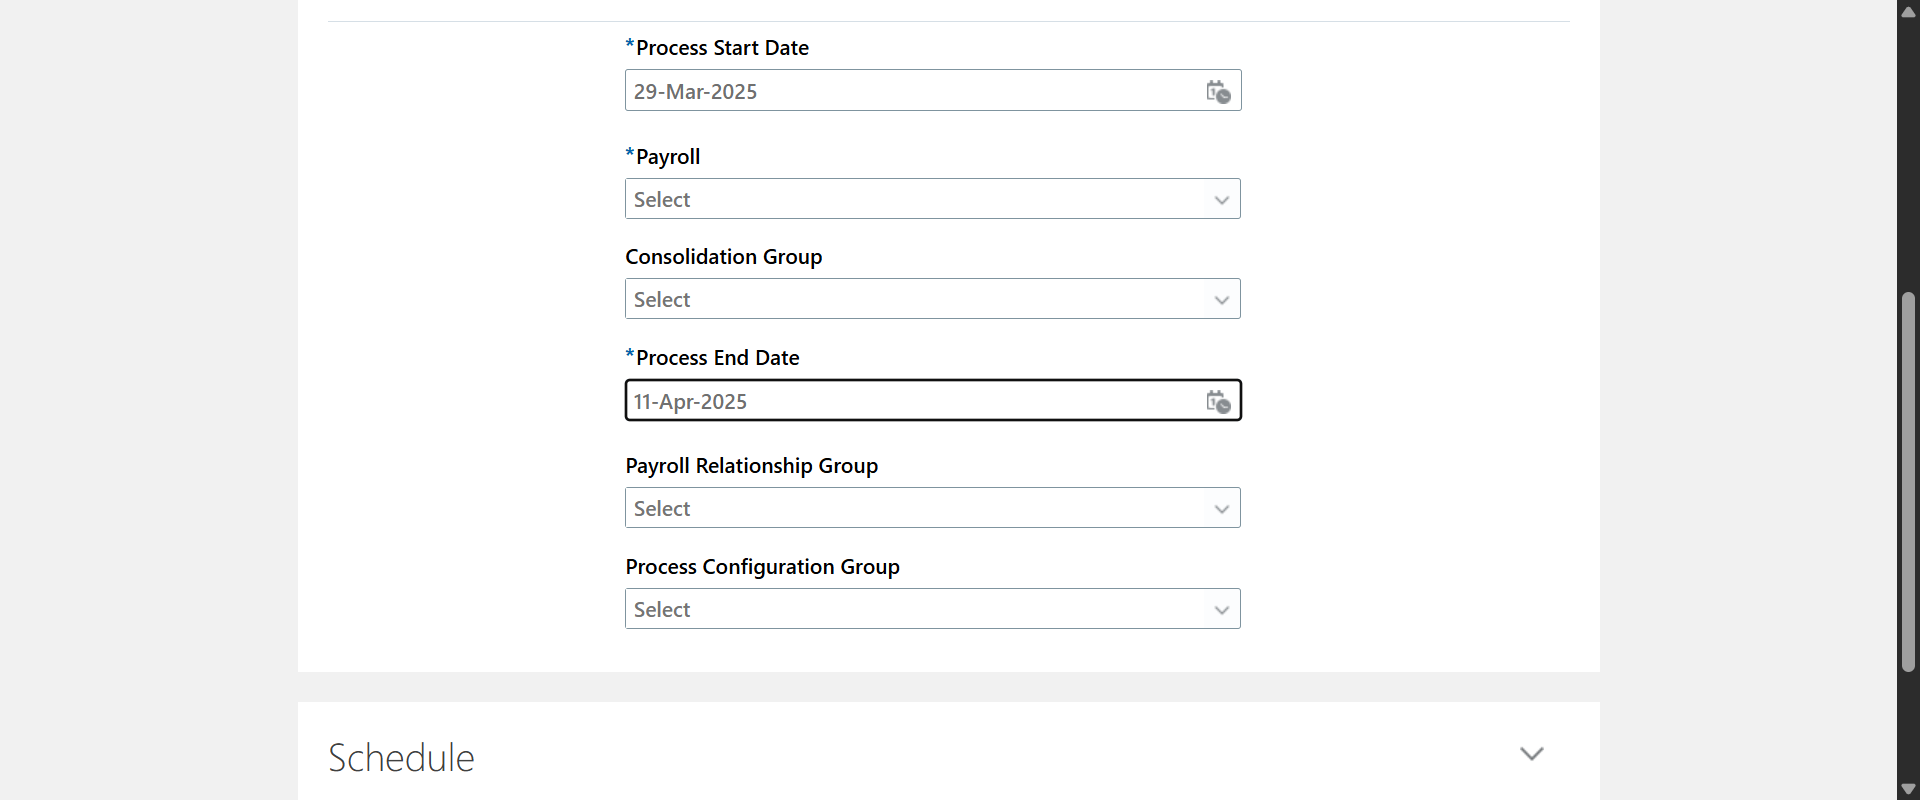 *Process Start Date
29-Mar-2025
*Payroll
Select
Consolidation Group
Select
*Process End Date
11-Apr-2025
Payroll Relationship Group
Select
Process Configuration Group
Select
Schedule